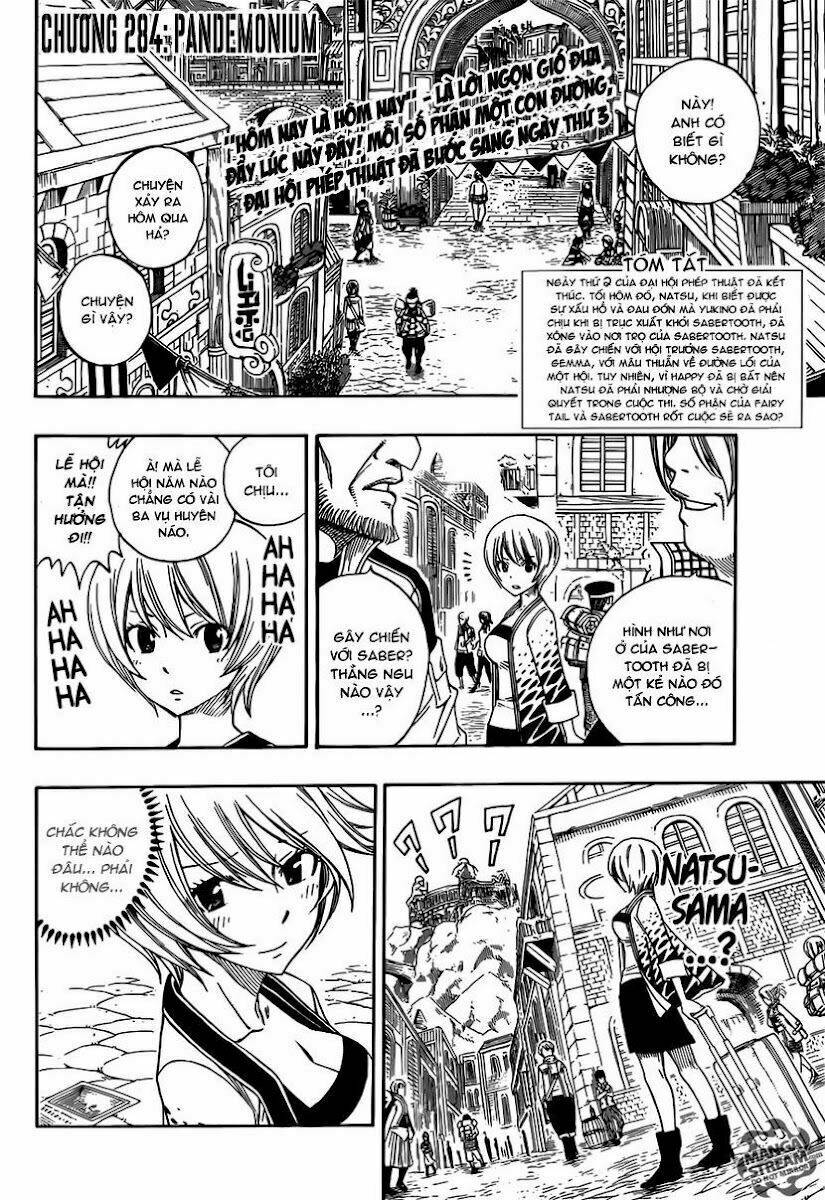 CHƯƠNG 284: PANDEMONIUM
"HÔM NAY LÀ HÔM NAY" - LÀ LỜI NGỌN GIÓ ĐƯA
ĐẨY LÚC NÀY ĐÂY! MỖI SỐ PHẬN MỘT CON ĐƯỜNG,
ĐẠI HỘI PHÉP THUẬT ĐÃ BƯỚC SANG NGÀY THỨ 3
NÀY!
ANH CÓ
BIẾT GÌ
KHÔNG?
CHUYỆN
XẢY RA
HÔM QUA
HẢ?
CHUYỆN
GÌ VẬY?
TÓM TẮT
NGÀY THỨ 2 CỦA ĐẠI HỘI PHÉP THUẬT ĐÃ KẾT
THÚC. TỐI HÔM ĐÓ, NATSU, KHI BIẾT ĐƯỢC
SỰ XẤU HỔ VÀ ĐAU ĐỚN MÀ YUKINO ĐÃ PHẢI
CHỊU KHI BỊ TRỤC XUẤT KHỎI SABERTOOTH, ĐÃ
XÔNG VÀO NƠI TRỌ CỦA SABERTOOTH. NATSU
ĐÃ GÂY CHIẾN VỚI HỘI TRƯỞNG SABERTOOTH,
GEMMA, VỚI MÂU THUẪN VỀ ĐƯỜNG LỐI CỦA
MỘT HỘI. TUY NHIÊN, VÌ HAPPY ĐÃ BỊ BẮT NÊN
NATSU ĐÃ PHẢI NHƯỢNG BỘ VÀ CHỜ GIẢI
QUYẾT TRONG CUỘC THI. SỐ PHẬN CỦA FAIRY
TAIL VÀ SABERTOOTH RỐT CUỘC SẼ RA SAO?
HÌNH NHƯ NƠI
Ở CỦA SABER-
TOOTH ĐÃ BỊ
MỘT KẺ NÀO ĐÓ
TẤN CÔNG...
GÂY CHIẾN
VỚI SABER?
THẰNG NGU
NÀO VẬY
...?
TÔI
CHỊU...
À! MÀ LỄ
HỘI NĂM NÀO
CHẲNG CÓ VÀI
BA VỤ HUYÊN
NÁO.
LỄ HỘI
MÀ!!
TẬN
HƯỞNG
ĐI!!
AH
HA
HA
HA
AH
HA
HA
HA
NATSU-
SAMA
...?
???
CHẮC KHÔNG
THỂ NÀO
ĐÂU... PHẢI
KHÔNG...
MANGA
STREAM
DO NOT MIRROR